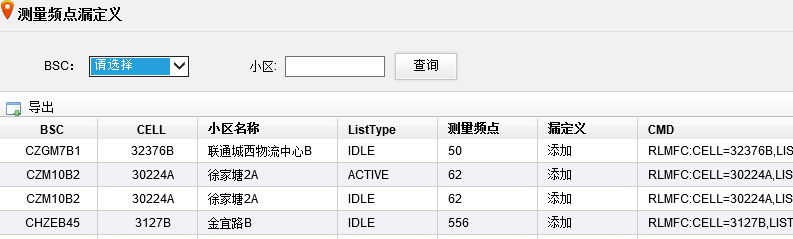 测量频点漏定义
BSC： 请选择 小区: 查询
导出
BSC CELL 小区名称 ListType 测量频点 漏定义 CMD
CZGM7B1 32376B 联通城西物流中心B IDLE 50 添加 RLMFC:CELL=32376B,LIS
CZM10B2 30224A 徐家塘2A ACTIVE 62 添加 RLMFC:CELL=30224A,LIS
CZM10B2 30224A 徐家塘2A IDLE 62 添加 RLMFC:CELL=30224A,LIS
CHZEB45 3127B 金宜路B IDLE 556 添加 RLMFC:CELL=3127B,LIST